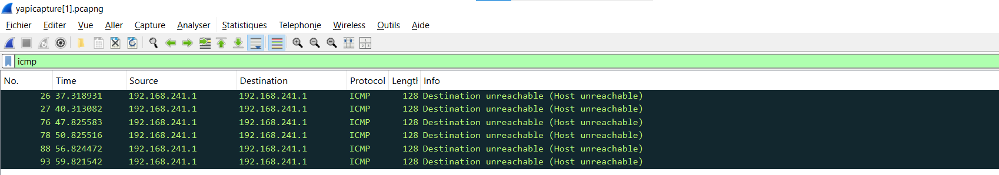 yapicapture[1].pcapng
Fichier Editer Vue Aller Capture Analyser Statistiques Telephonie Wireless Outils Aide
icmp
No. Time Source Destination Protocol Length Info
26 37.318931 192.168.241.1 192.168.241.1 ICMP 128 Destination unreachable (Host unreachable)
27 40.313082 192.168.241.1 192.168.241.1 ICMP 128 Destination unreachable (Host unreachable)
76 47.825583 192.168.241.1 192.168.241.1 ICMP 128 Destination unreachable (Host unreachable)
78 50.825516 192.168.241.1 192.168.241.1 ICMP 128 Destination unreachable (Host unreachable)
88 56.824472 192.168.241.1 192.168.241.1 ICMP 128 Destination unreachable (Host unreachable)
93 59.821542 192.168.241.1 192.168.241.1 ICMP 128 Destination unreachable (Host unreachable)